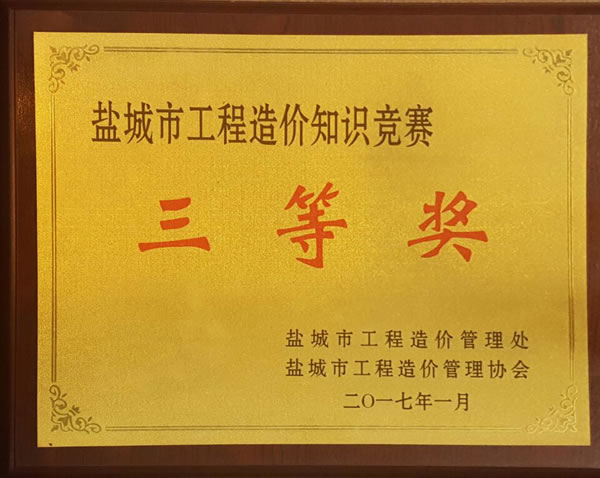 盐城市工程造价知识竞赛
三等奖
盐城市工程造价管理处
盐城市工程造价管理协会
二〇一七年一月